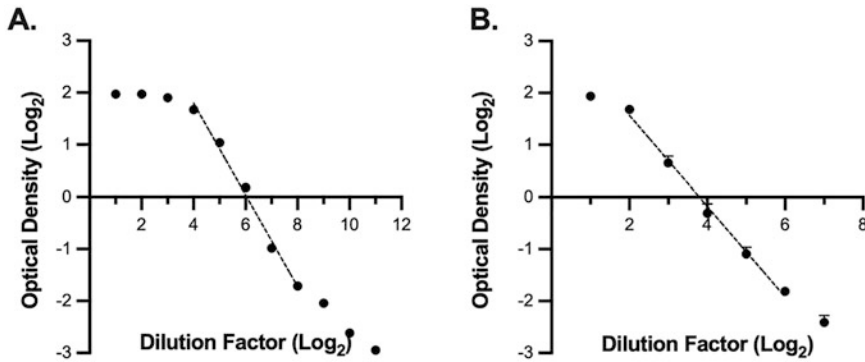 A.
3
2
1
0
-1
-2
-3
2 4 6 8 10 12
Optical Density (Log2)
Dilution Factor (Log2)
B.
3
2
1
0
-1
-2
-3
2 4 6 8
Optical Density (Log2)
Dilution Factor (Log2)